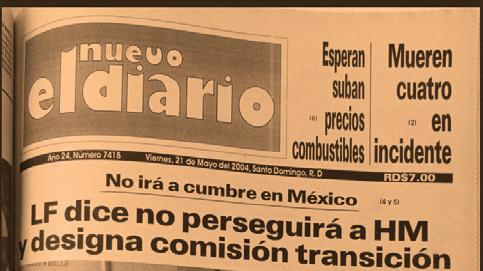 el nuevo diario
Esperan
suban
(6) precios
combustibles
Mueren
cuatro
(2) en
incidente
Año 24, Número 7415 Viernes, 21 de Mayo del 2004, Santo Domingo, R. D
RD$7.00
No irá a cumbre en México (4 y 5)
LF dice no perseguirá a HM
y designa comisión transición